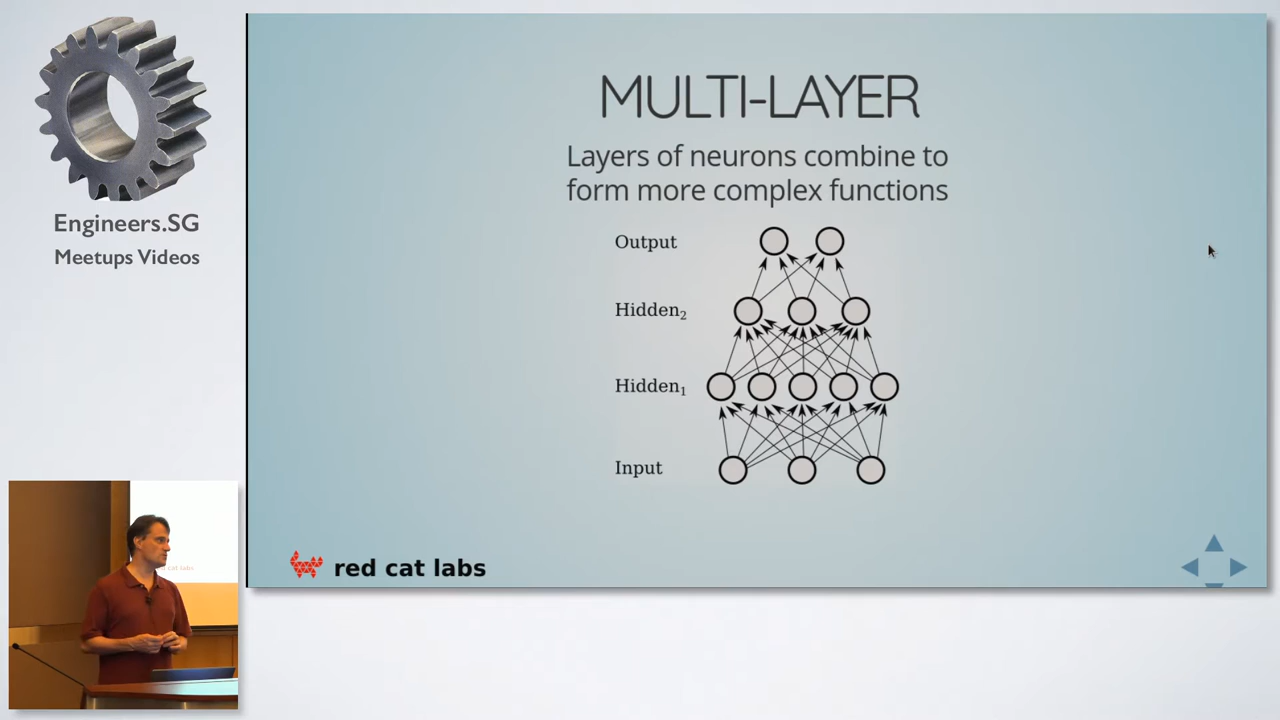 Engineers.SG
Meetups Videos
MULTI-LAYER
Layers of neurons combine to
form more complex functions
Output
Hidden₂
Hidden₁
Input
red cat labs